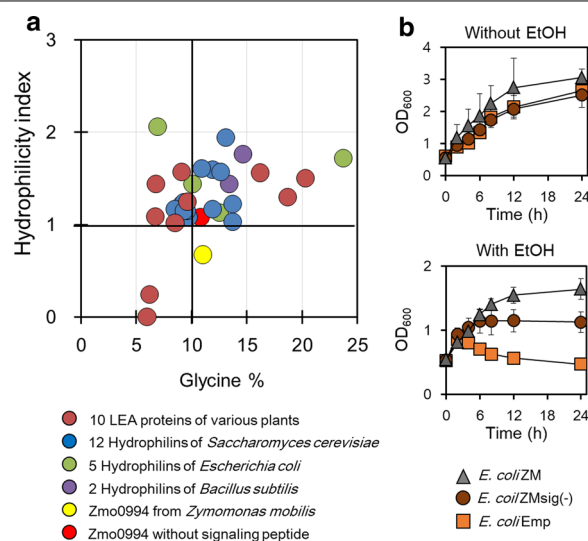 a
Hydrophilicity index
3
2
1
0
0 5 10 15 20 25
Glycine %
10 LEA proteins of various plants
12 Hydrophilins of Saccharomyces cerevisiae
5 Hydrophilins of Escherichia coli
2 Hydrophilins of Bacillus subtilis
Zmo0994 from Zymomonas mobilis
Zmo0994 without signaling peptide
b
Without EtOH
OD600
4
3
2
1
0
0 6 12 24
Time (h)
With EtOH
OD600
2
1
0
0 6 12 24
Time (h)
E. coli ZM
E. coli ZMsig(-)
E. coli Emp